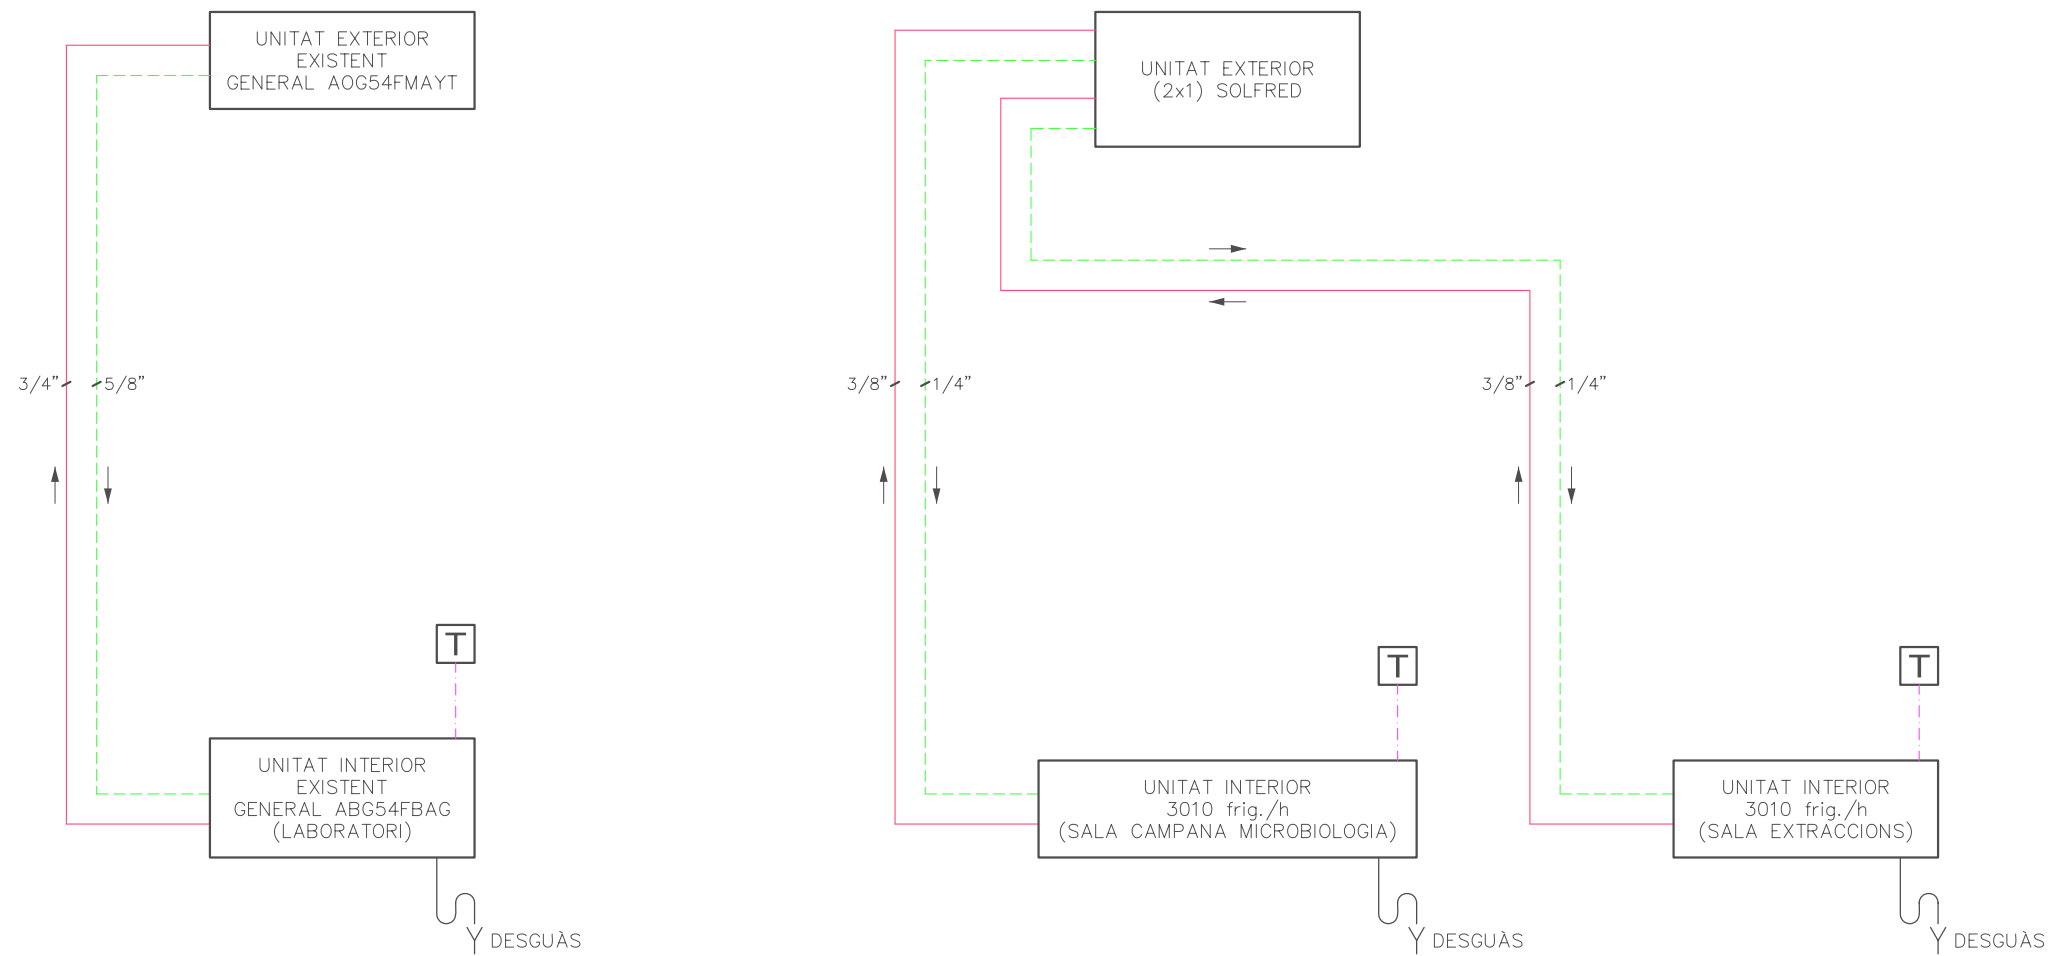 UNITAT EXTERIOR
EXISTENT
GENERAL AOG54FMAYT
UNITAT EXTERIOR
(2x1) SOLFRED
3/4"
5/8"
3/8"
1/4"
3/8"
1/4"
T
T
T
UNITAT INTERIOR
EXISTENT
GENERAL ABG54FBAG
(LABORATORI)
UNITAT INTERIOR
3010 frig./h
(SALA CAMPANA MICROBIOLOGIA)
UNITAT INTERIOR
3010 frig./h
(SALA EXTRACCIONS)
DESGUÀS
DESGUÀS
DESGUÀS